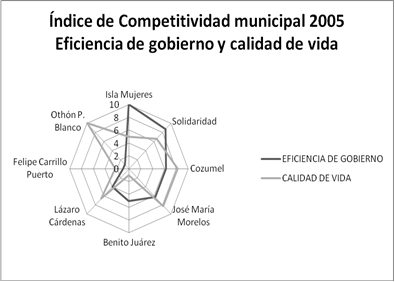 Índice de Competitividad municipal 2005
Eficiencia de gobierno y calidad de vida
Isla Mujeres
10
8
6
4
2
0
Othón P.
Blanco
Solidaridad
Felipe Carrillo
Puerto
Cozumel
Lázaro
Cárdenas
José María
Morelos
Benito Juárez
EFICIENCIA DE GOBIERNO
CALIDAD DE VIDA